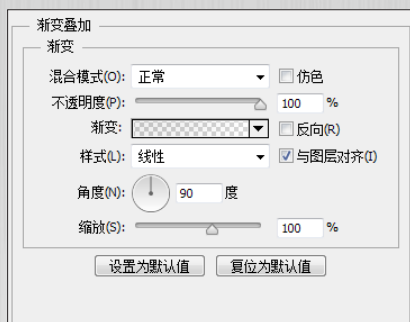 渐变叠加
渐变
混合模式(O): 正常 仿色
不透明度(P): 100 %
渐变: 反向(R)
样式(L): 线性 与图层对齐(I)
角度(N): 90 度
缩放(S): 100 %
设置为默认值 复位为默认值